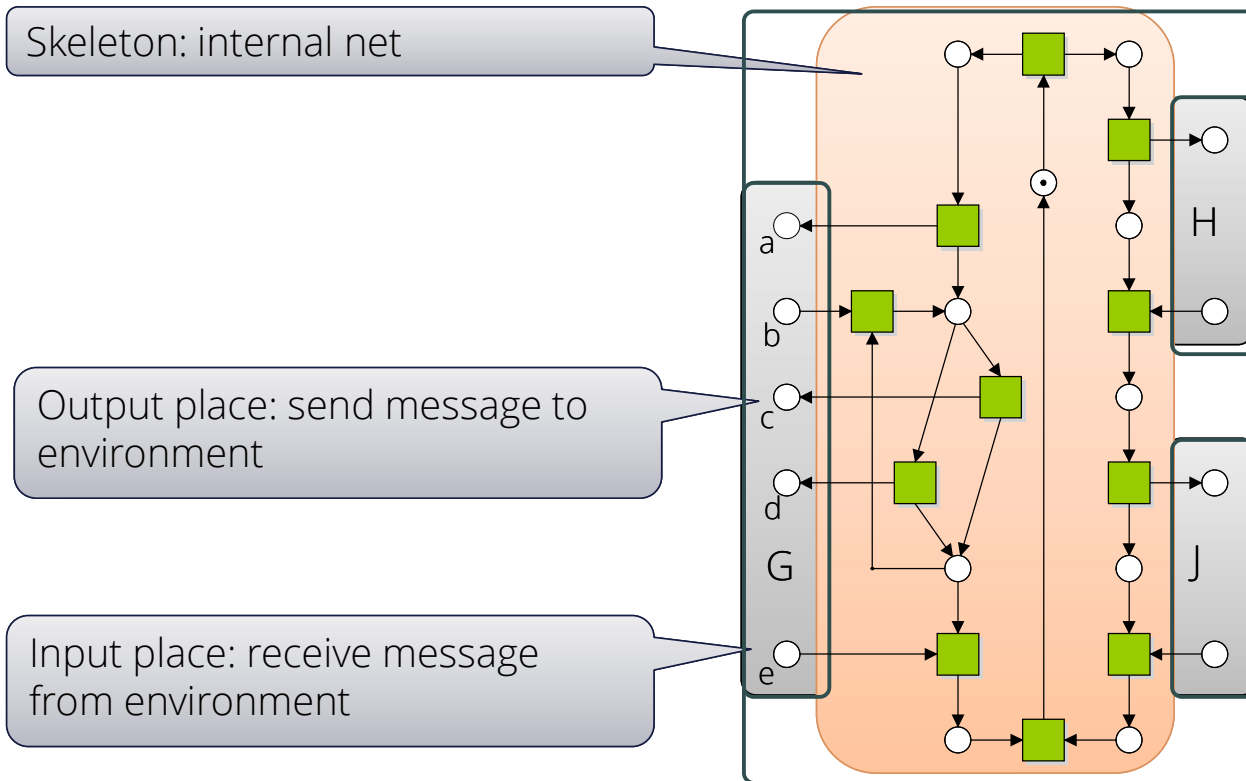 Skeleton: internal net
H
a
b
Output place: send message to
environment
c
d
G
J
Input place: receive message
from environment
e